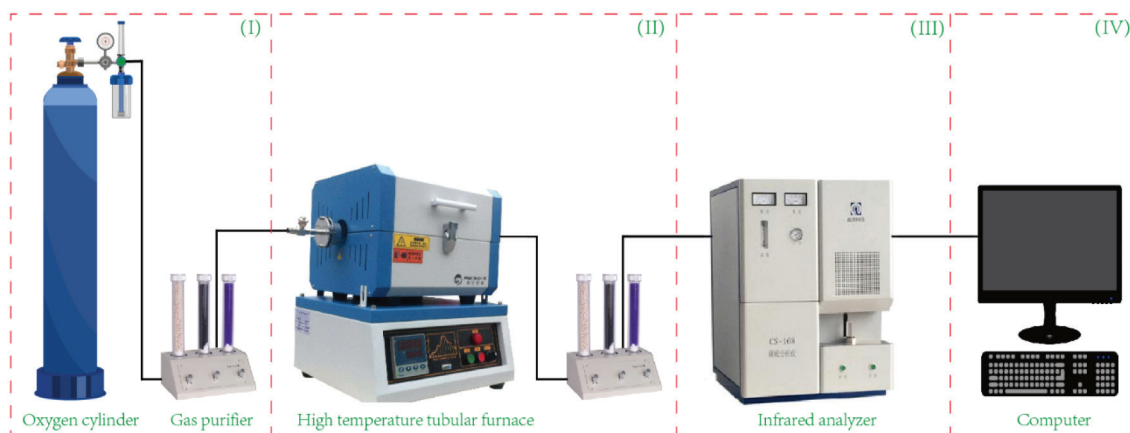 (I)
(II)
(III)
(IV)
CS-168
Oxygen cylinder
Gas purifier
High temperature tubular furnace
Infrared analyzer
Computer